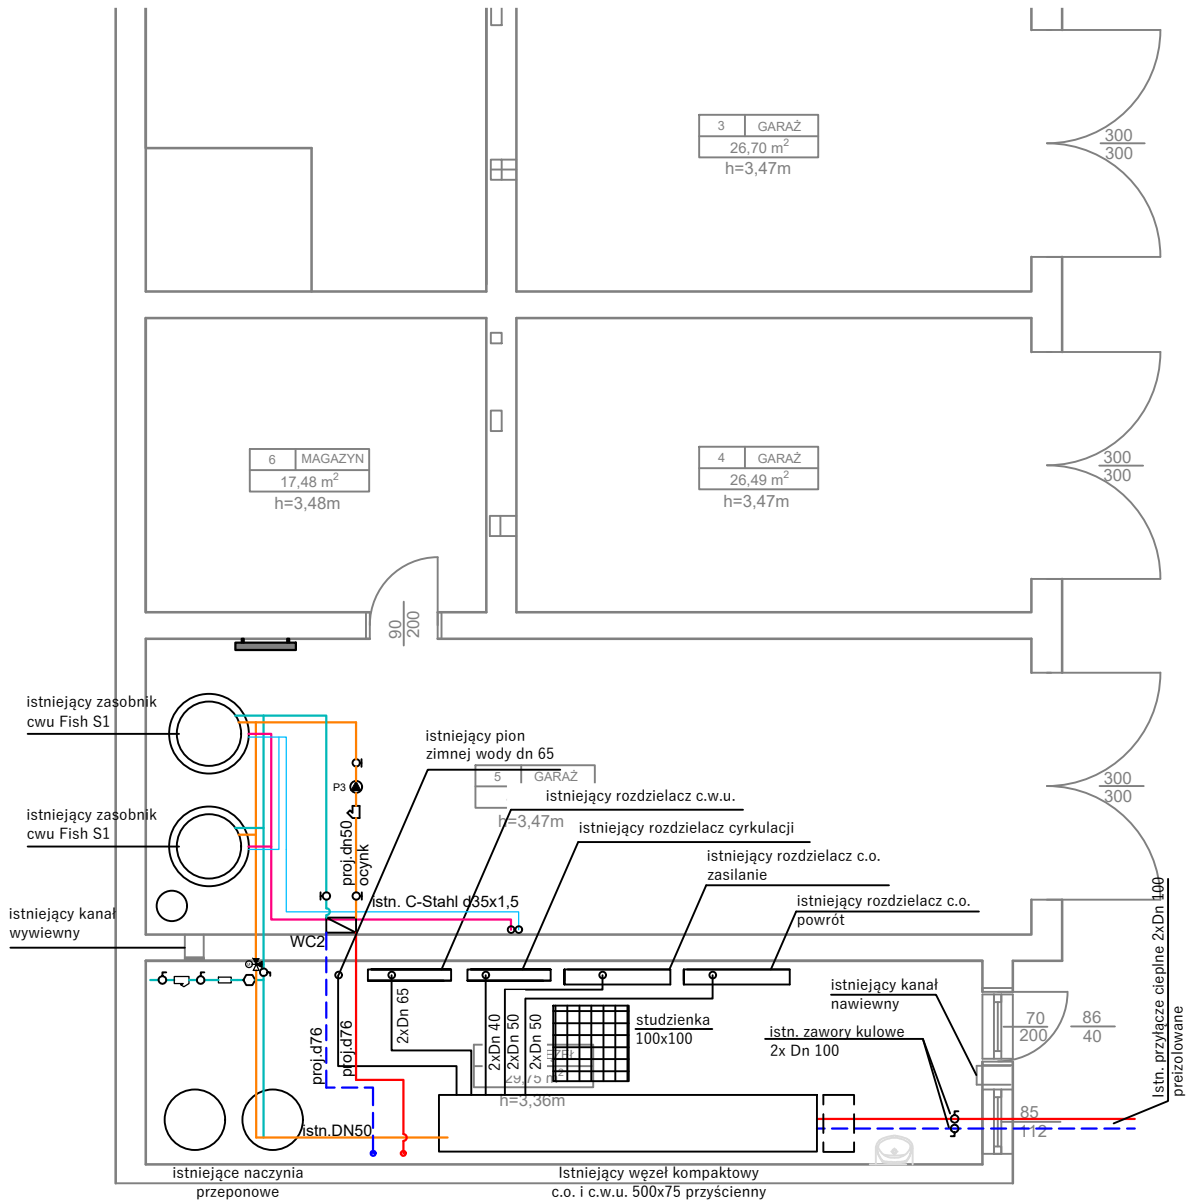 3 GARAŻ
26,70 m²
h=3,47m
300
300
6 MAGAZYN
17,48 m²
h=3,48m
4 GARAŻ
26,49 m²
h=3,47m
300
300
90
200
istniejący zasobnik
cwu Fish S1
istniejący pion
zimnej wody dn 65
5 GARAŻ
h=3,47m
300
300
P3
istniejący rozdzielacz c.w.u.
istniejący zasobnik
cwu Fish S1
proj.dn50
ocynk
istniejący rozdzielacz cyrkulacji
istniejący rozdzielacz c.o.
zasilanie
istn. C-Stahl d35x1,5
istniejący rozdzielacz c.o.
powrót
istniejący kanał
wywiewny
WC2
Istn. przyłącze cieplne 2xDn 100
preizolowane
istniejący kanał
nawiewny
2xDn 65
2xDn 40
2xDn 50
2xDn 50
studzienka
100x100
istn. zawory kulowe
2x Dn 100
70
200
86
40
proj.d76
proj.d76
29,75 m²
h=3,36m
85
112
istn.DN50
istniejące naczynia
przeponowe
Istniejący węzeł kompaktowy
c.o. i c.w.u. 500x75 przyścienny